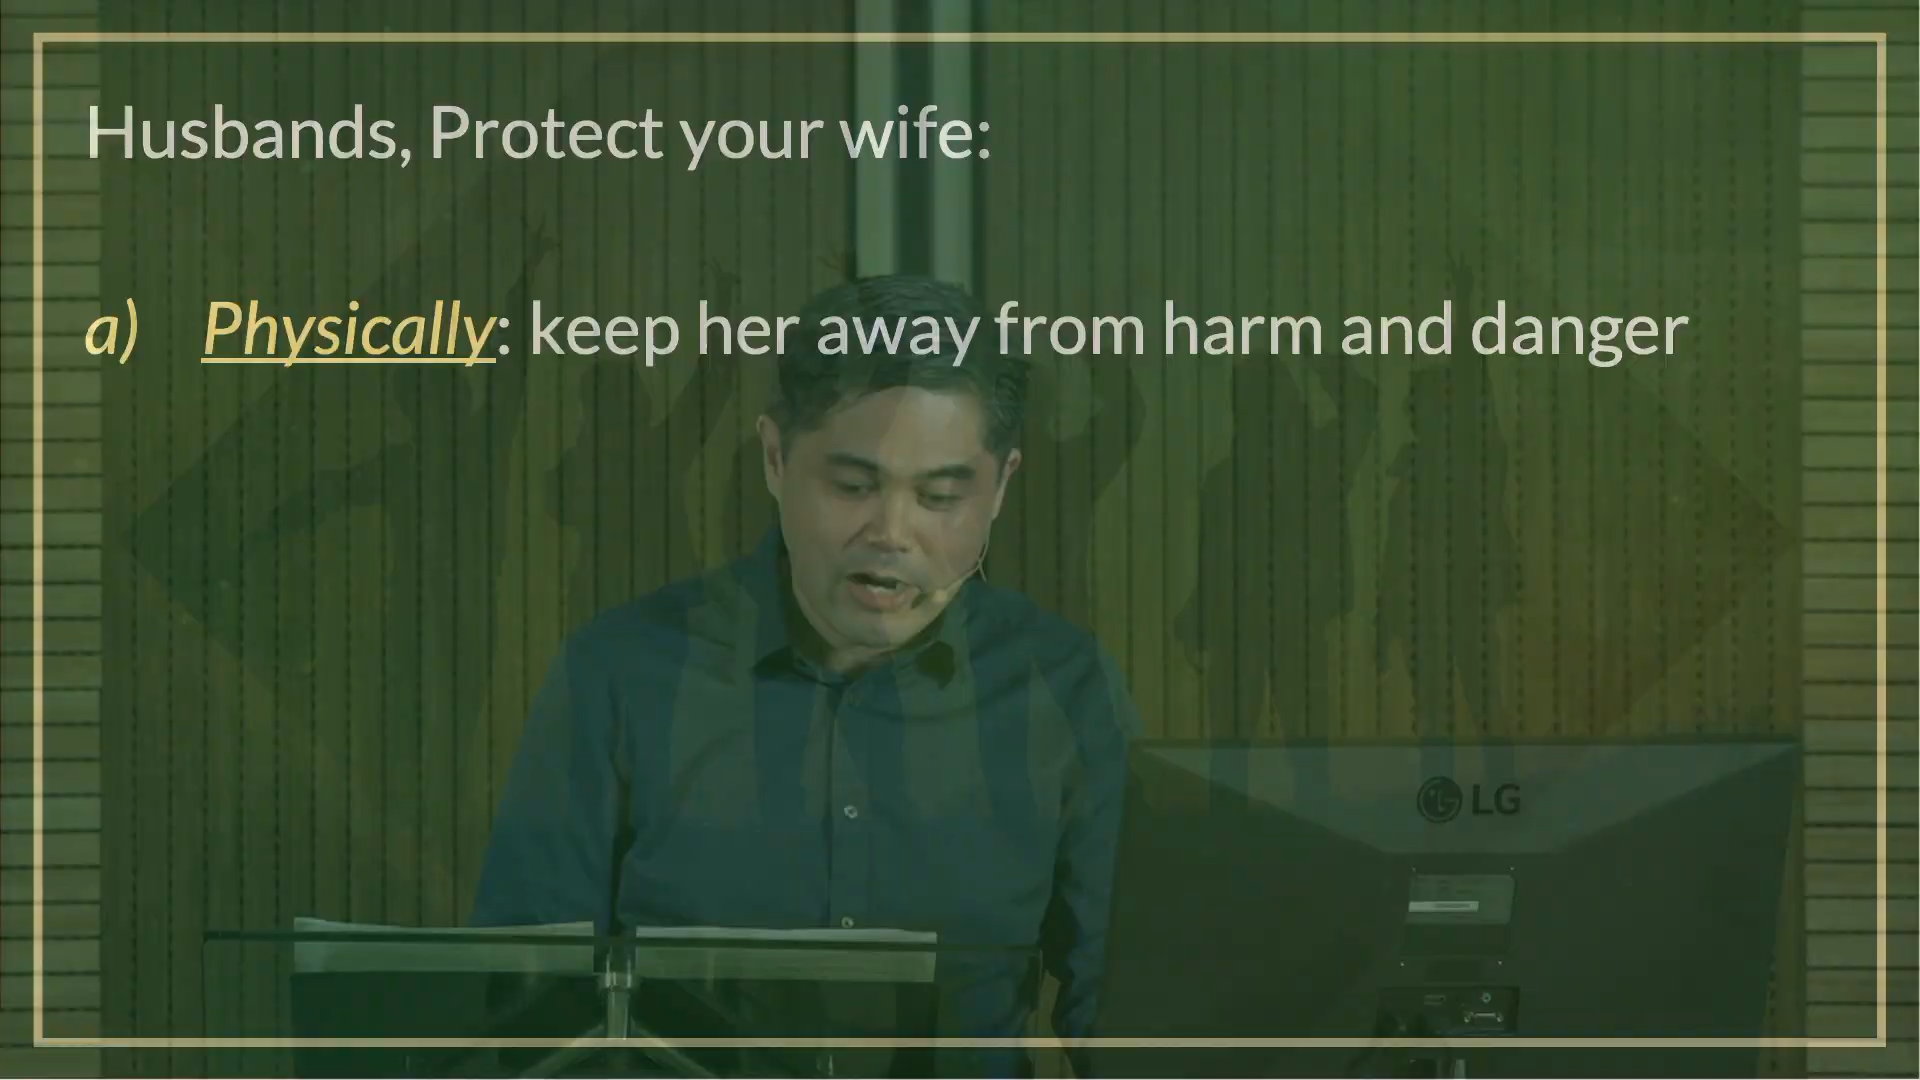 Husbands, Protect your wife:
a) Physically: keep her away from harm and danger
LG